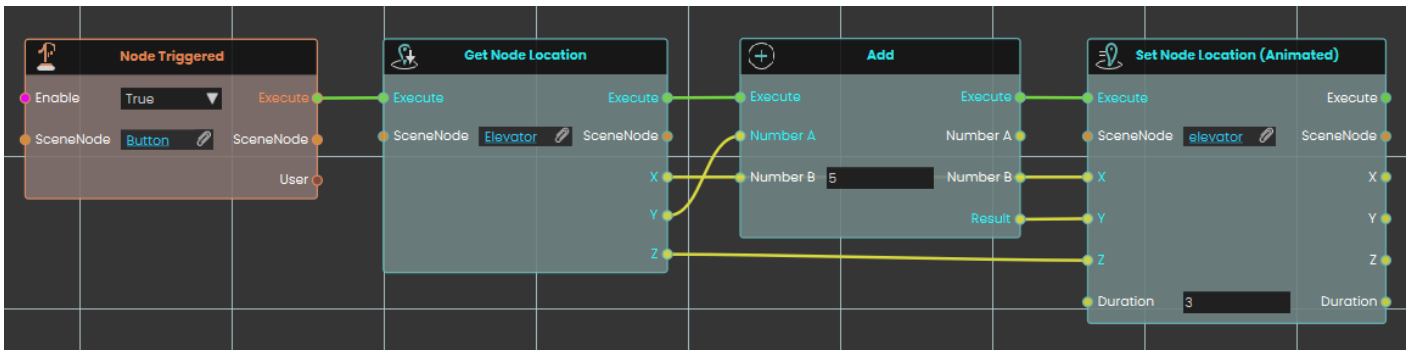 Node Triggered
Enable True Execute
SceneNode Button SceneNode
User
Get Node Location
Execute Execute
SceneNode Elevator SceneNode
X
Y
Z
Add
Execute Execute
Number A Number A
Number B 5 Number B
Result
Set Node Location (Animated)
Execute Execute
SceneNode elevator SceneNode
X X
Y Y
Z Z
Duration 3 Duration